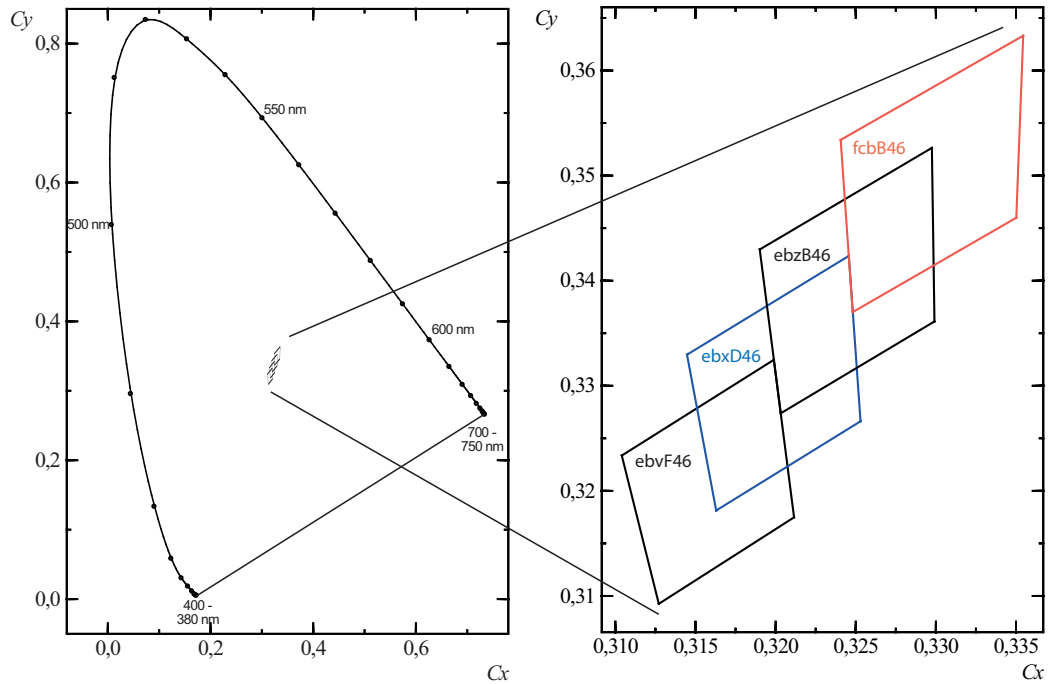 Cy
0,8
0,6
0,4
0,2
0,0
550 nm
500 nm
600 nm
700 -
750 nm
400 -
380 nm
0,0
0,2
0,4
0,6
Cx
Cy
0,36
0,35
0,34
0,33
0,32
0,31
fcbB46
ebzB46
ebxD46
ebvF46
0,310
0,315
0,320
0,325
0,330
0,335
Cx